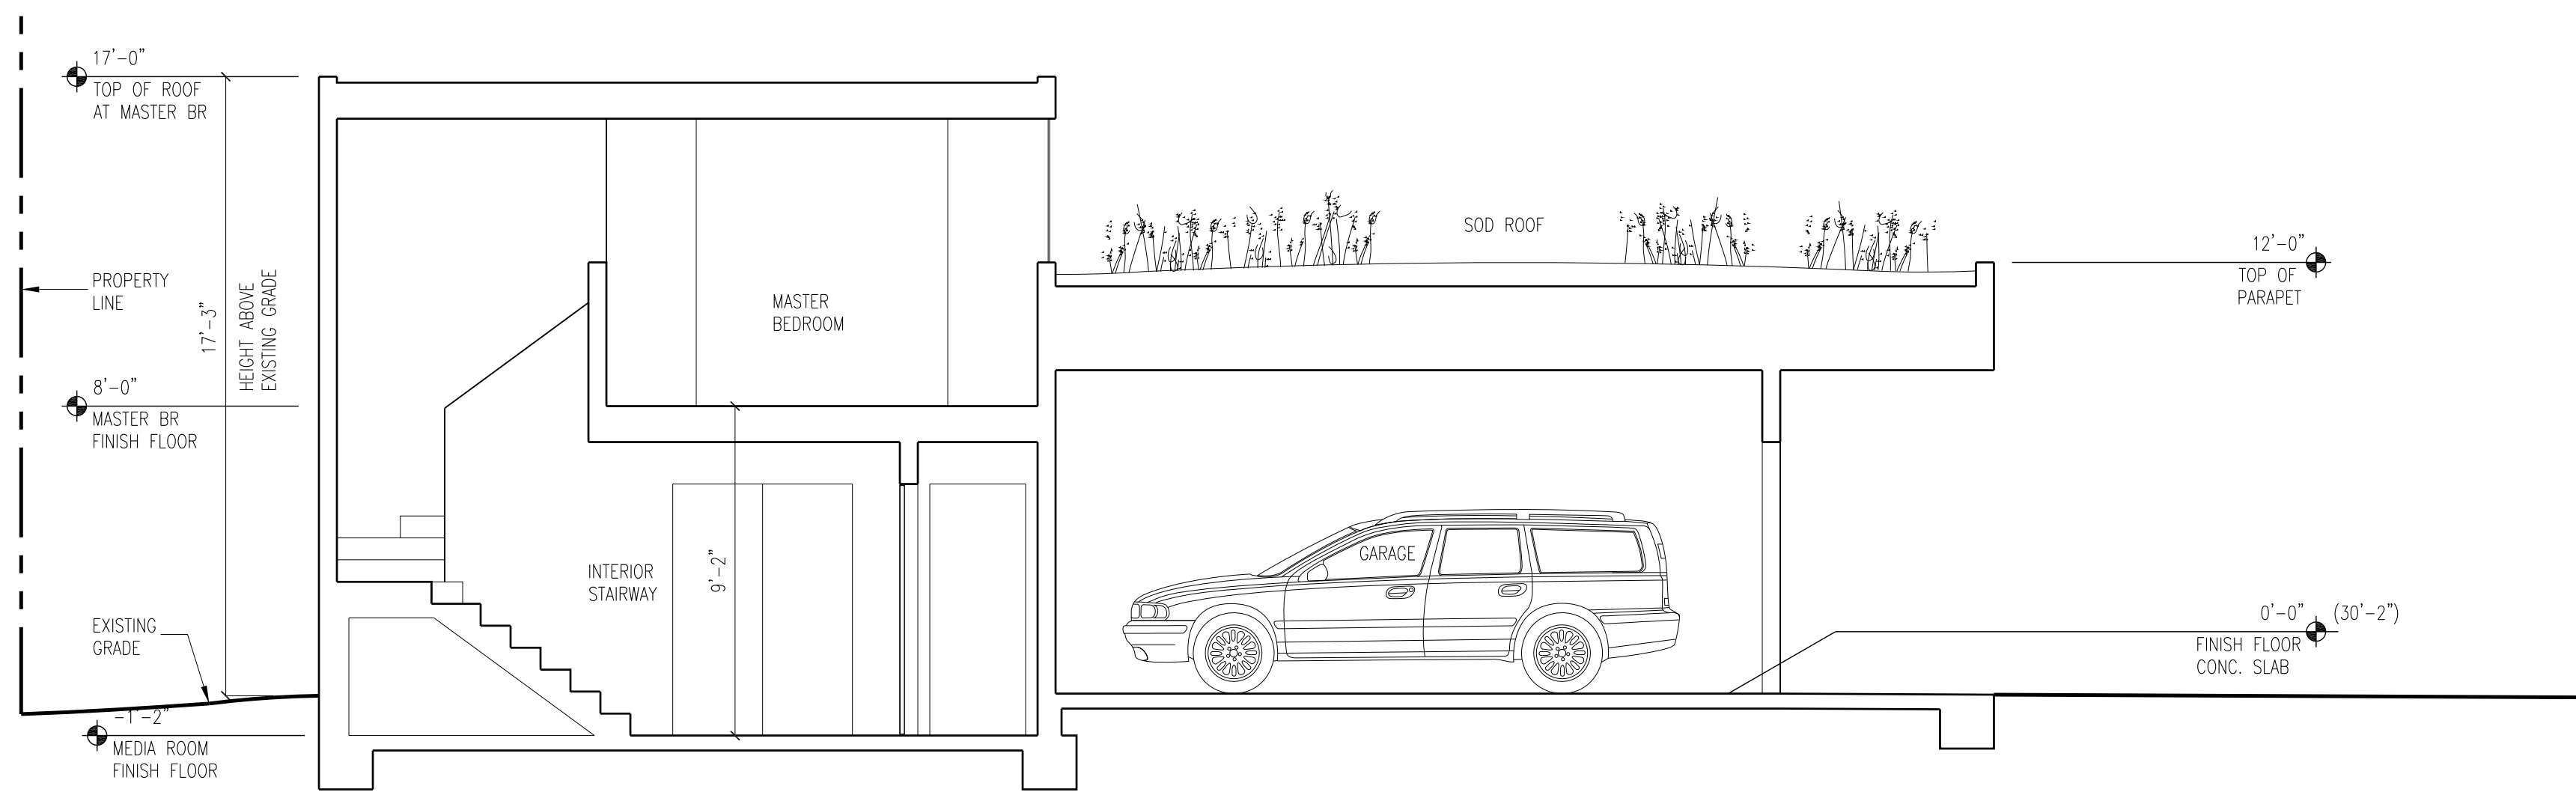 17'-0"
TOP OF ROOF
AT MASTER BR
PROPERTY
LINE
17'-3"
HEIGHT ABOVE
EXISTING GRADE
8'-0"
MASTER BR
FINISH FLOOR
EXISTING
GRADE
-1'-2"
MEDIA ROOM
FINISH FLOOR
MASTER
BEDROOM
INTERIOR
STAIRWAY
9'-2"
SOD ROOF
GARAGE
12'-0"
TOP OF
PARAPET
0'-0" (30'-2")
FINISH FLOOR
CONC. SLAB